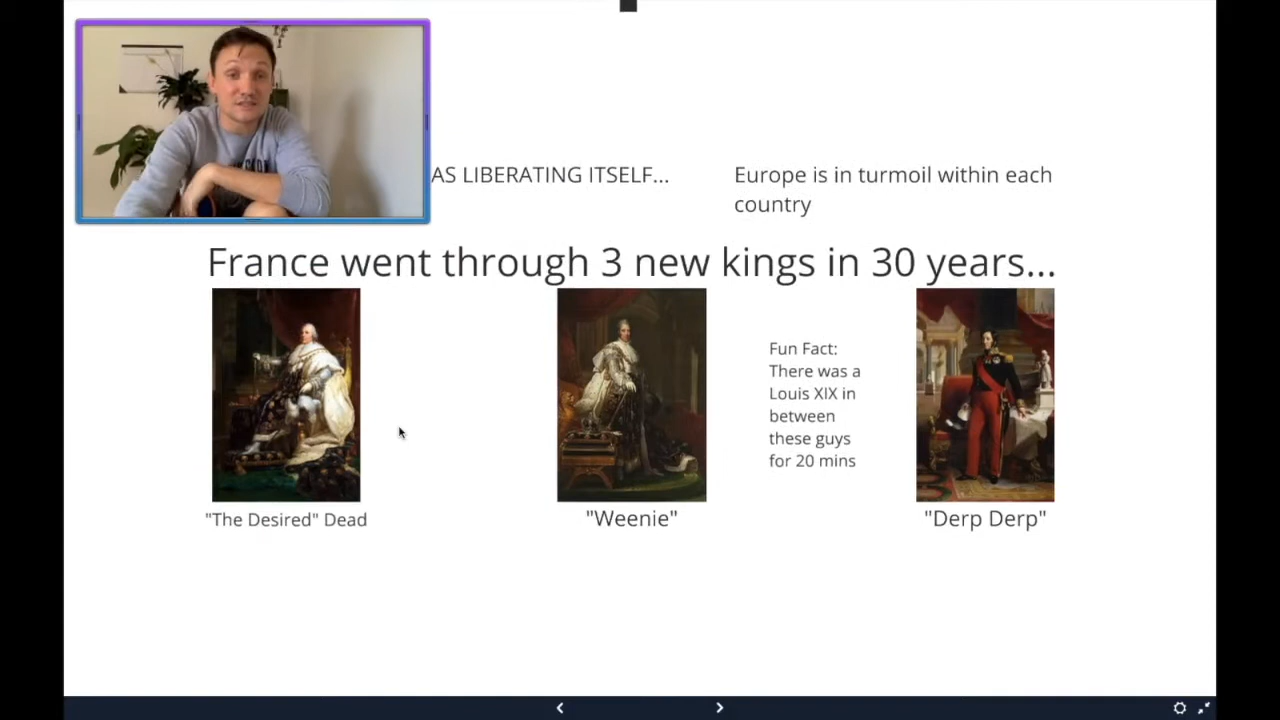 AS LIBERATING ITSELF...
Europe is in turmoil within each
country
France went through 3 new kings in 30 years...
Fun Fact:
There was a
Louis XIX in
between
these guys
for 20 mins
"The Desired" Dead
"Weenie"
"Derp Derp"